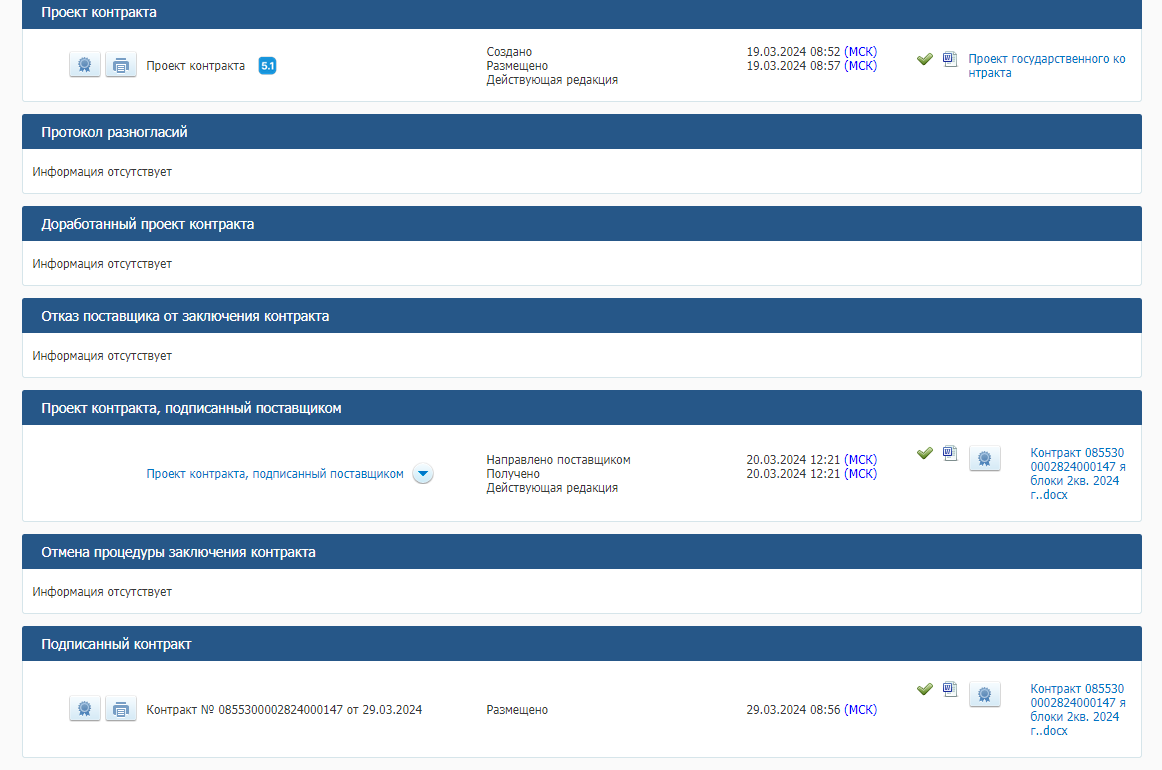 Проект контракта
Проект контракта 5.1
Создано
Размещено
Действующая редакция
19.03.2024 08:52 (МСК)
19.03.2024 08:57 (МСК)
Проект государственного ко
нтракта
Протокол разногласий
Информация отсутствует
Доработанный проект контракта
Информация отсутствует
Отказ поставщика от заключения контракта
Информация отсутствует
Проект контракта, подписанный поставщиком
Проект контракта, подписанный поставщиком
Направлено поставщиком
Получено
Действующая редакция
20.03.2024 12:21 (МСК)
20.03.2024 12:21 (МСК)
Контракт 085530
0002824000147 я
блоки 2кв. 2024
г..docx
Отмена процедуры заключения контракта
Информация отсутствует
Подписанный контракт
Контракт № 0855300002824000147 от 29.03.2024
Размещено
29.03.2024 08:56 (МСК)
Контракт 085530
0002824000147 я
блоки 2кв. 2024
г..docx